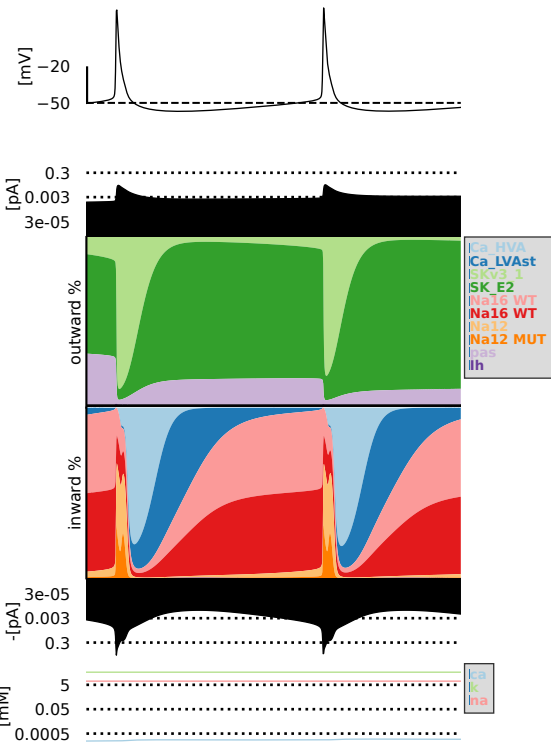 [mV]
−20
−50
[pA]
0.3
0.003
3e-05
outward %
Ca_HVA
Ca_LVAst
SKv3_1
SK_E2
Na16 WT
Na16 WT
Na12
Na12 MUT
pas
Ih
inward %
-[pA]
3e-05
0.003
0.3
[mM]
5
0.05
0.0005
ca
k
na